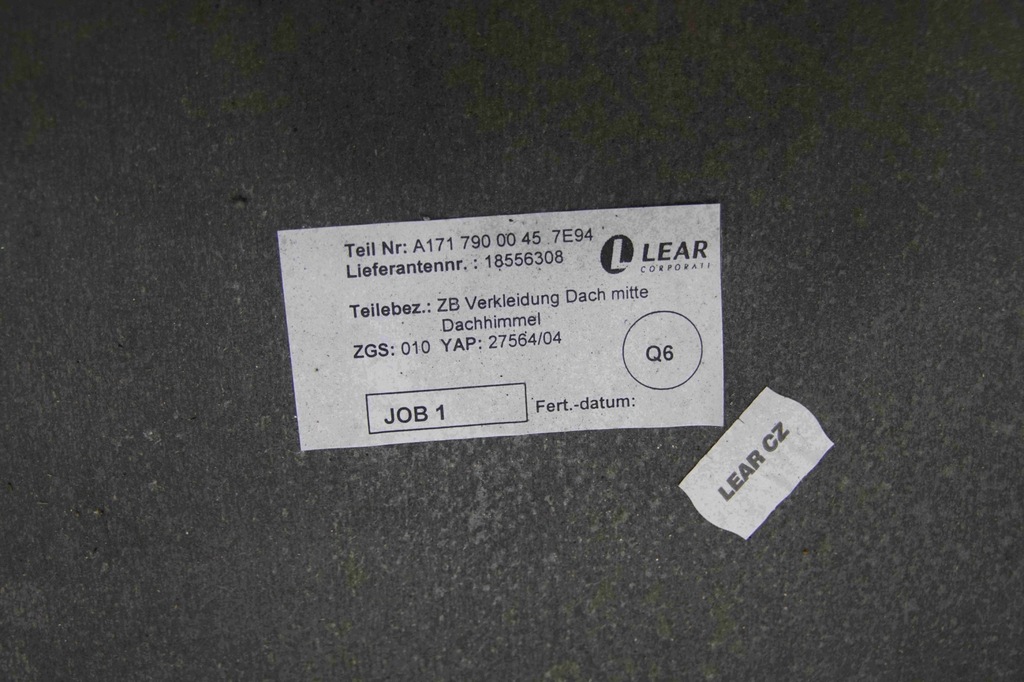 Teil Nr: A171 790 00 45 7E94
Lieferantennr. : 18556308
LEAR
CORPORATI
Teilebez.: ZB Verkleidung Dach mitte
Dachhimmel
ZGS: 010 YAP: 27564/04
Q6
JOB 1
Fert.-datum:
LEAR CZ